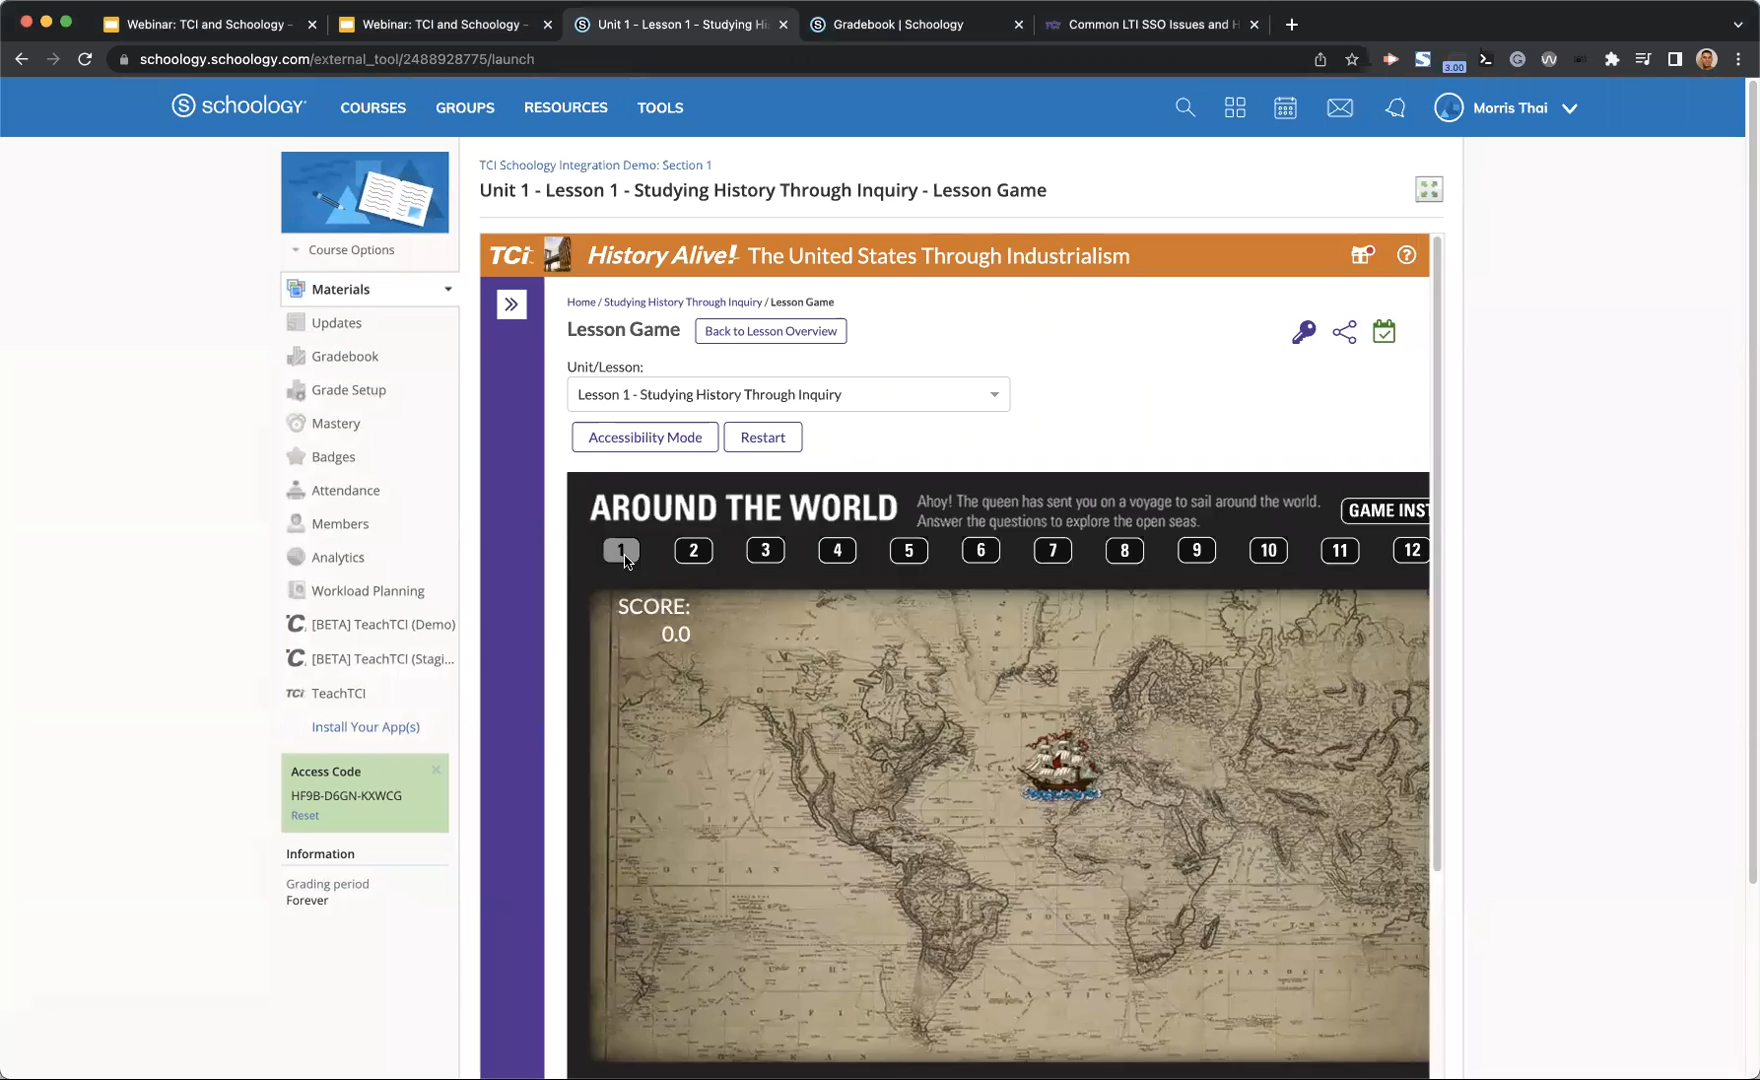 Webinar: TCI and Schoology -
Webinar: TCI and Schoology -
Unit 1 - Lesson 1 - Studying Hi
Gradebook | Schoology
Common LTI SSO Issues and H
schoology.schoology.com/external_tool/2488928775/launch
3.00
schoology
COURSES
GROUPS
RESOURCES
TOOLS
Morris Thai
TCI Schoology Integration Demo: Section 1
Unit 1 - Lesson 1 - Studying History Through Inquiry - Lesson Game
Course Options
Materials
Updates
Gradebook
Grade Setup
Mastery
Badges
Attendance
Members
Analytics
Workload Planning
[BETA] TeachTCI (Demo)
[BETA] TeachTCI (Stagi...
TCi TeachTCI
Install Your App(s)
Access Code
HF9B-D6GN-KXWCG
Reset
Information
Grading period
Forever
TCi History Alive! The United States Through Industrialism
Home / Studying History Through Inquiry / Lesson Game
Lesson Game
Back to Lesson Overview
Unit/Lesson:
Lesson 1 - Studying History Through Inquiry
Accessibility Mode
Restart
AROUND THE WORLD
Ahoy! The queen has sent you on a voyage to sail around the world.
Answer the questions to explore the open seas.
GAME INST
1 2 3 4 5 6 7 8 9 10 11 12
SCORE:
0.0